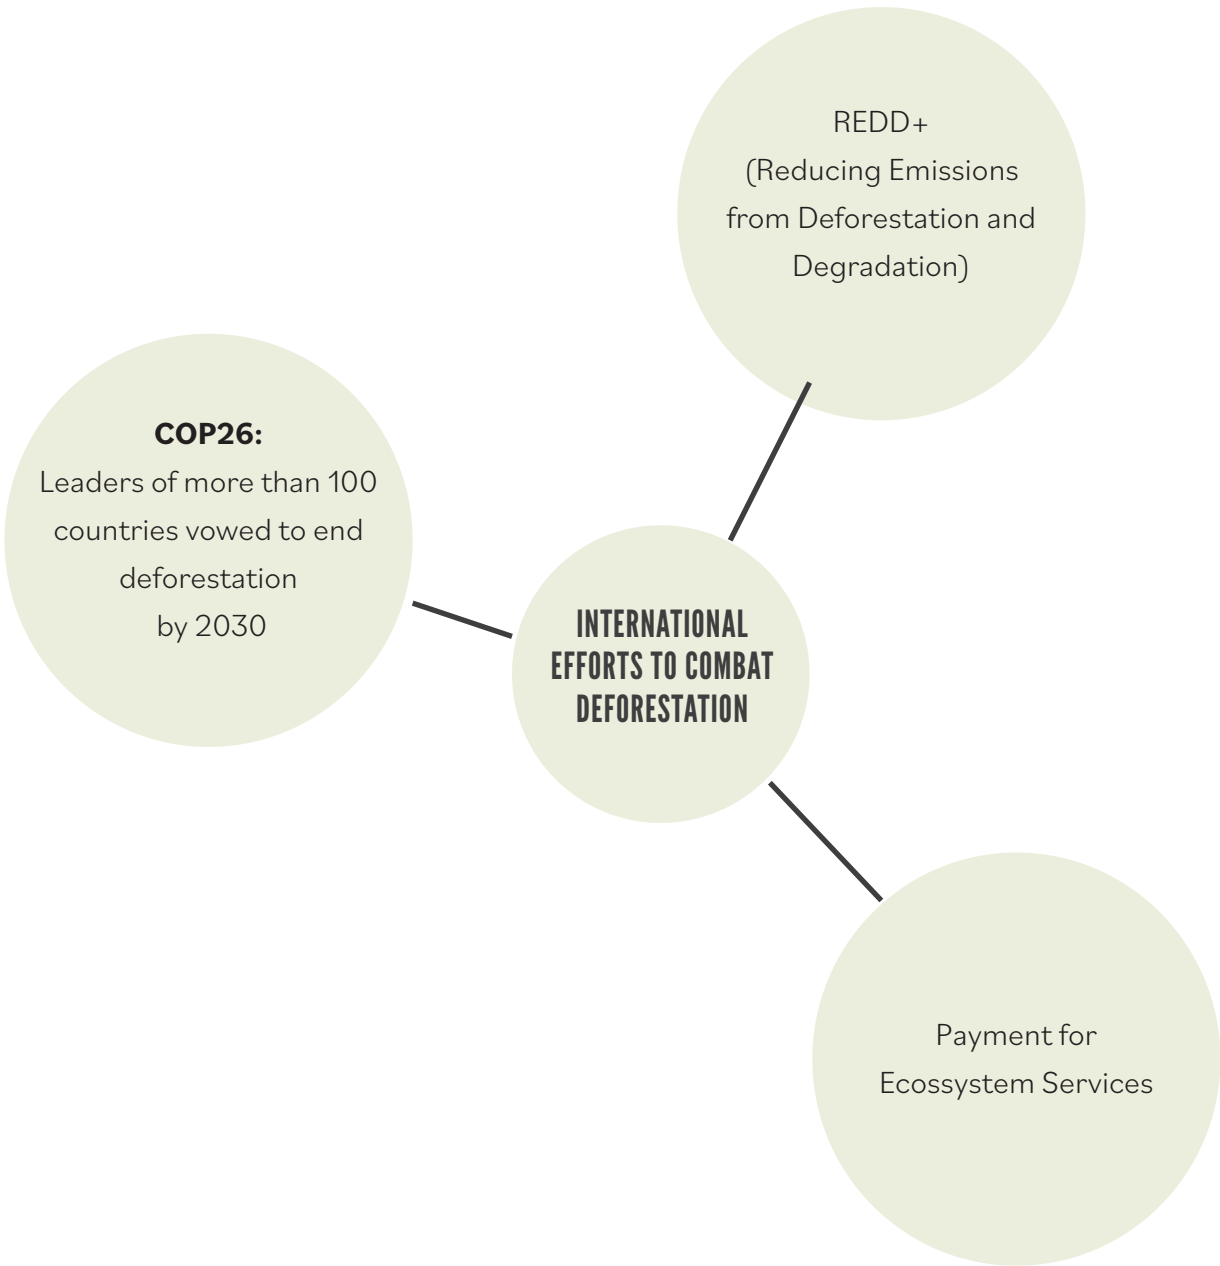 REDD+
(Reducing Emissions
from Deforestation and
Degradation)
COP26:
Leaders of more than 100
countries vowed to end
deforestation
by 2030
INTERNATIONAL
EFFORTS TO COMBAT
DEFORESTATION
Payment for
Ecossystem Services